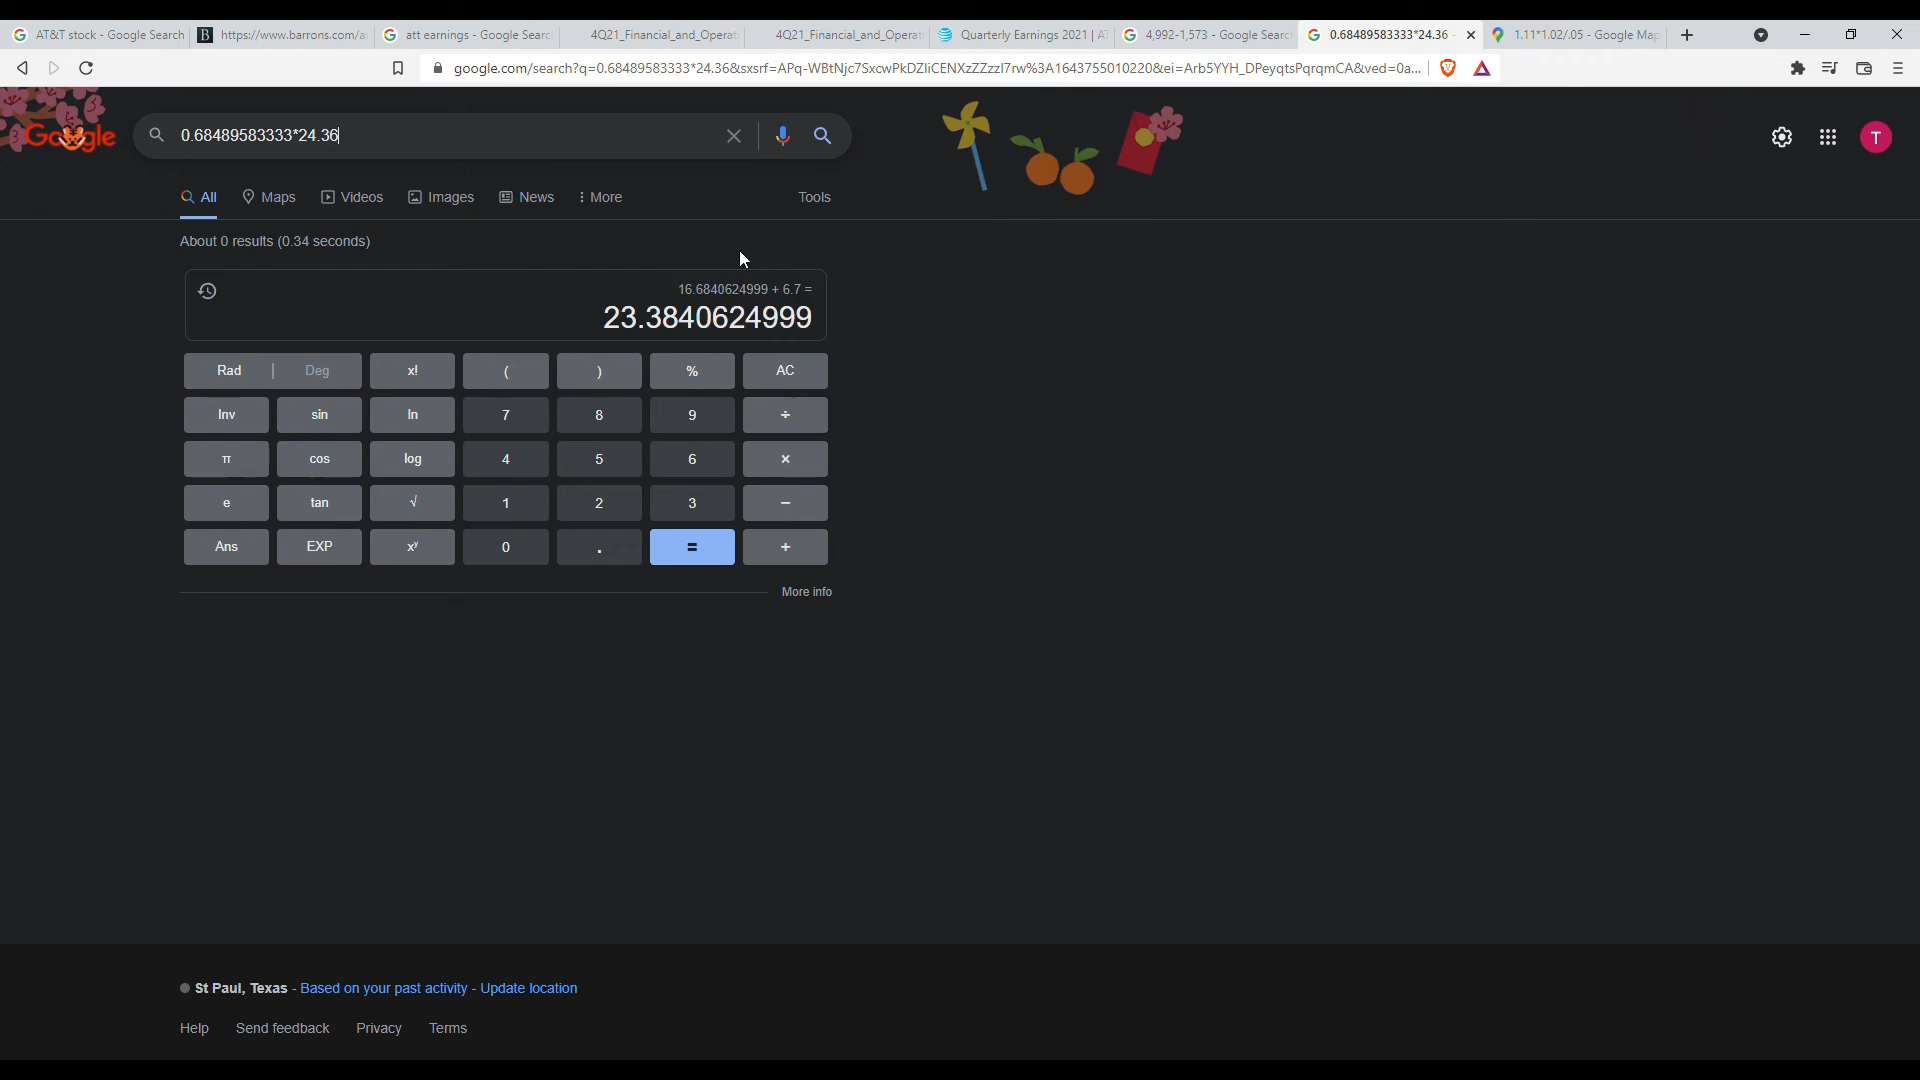 AT&T stock - Google Search
https://www.barrons.com/ar
att earnings - Google Searc
4Q21_Financial_and_Operati
4Q21_Financial_and_Operati
Quarterly Earnings 2021 | AT
4,992-1,573 - Google Searc
0.68489583333*24.36 -
1.11*1.02/.05 - Google Map
google.com/search?q=0.68489583333*24.36&sxsrf=APq-WBtNjc7SxcwPkDZliCENXzZZzzl7rw%3A1643755010220&ei=Arb5YYH_DPeyqtsPqrqmCA&ved=0a...
Google
0.68489583333*24.36
T
All
Maps
Videos
Images
News
More
Tools
About 0 results (0.34 seconds)
16.6840624999 + 6.7 =
23.3840624999
Rad | Deg x! ( ) % AC
Inv sin ln 7 8 9 ÷
π cos log 4 5 6 ×
e tan √ 1 2 3 −
Ans EXP xʸ 0 . = +
More info
St Paul, Texas - Based on your past activity - Update location
Help Send feedback Privacy Terms